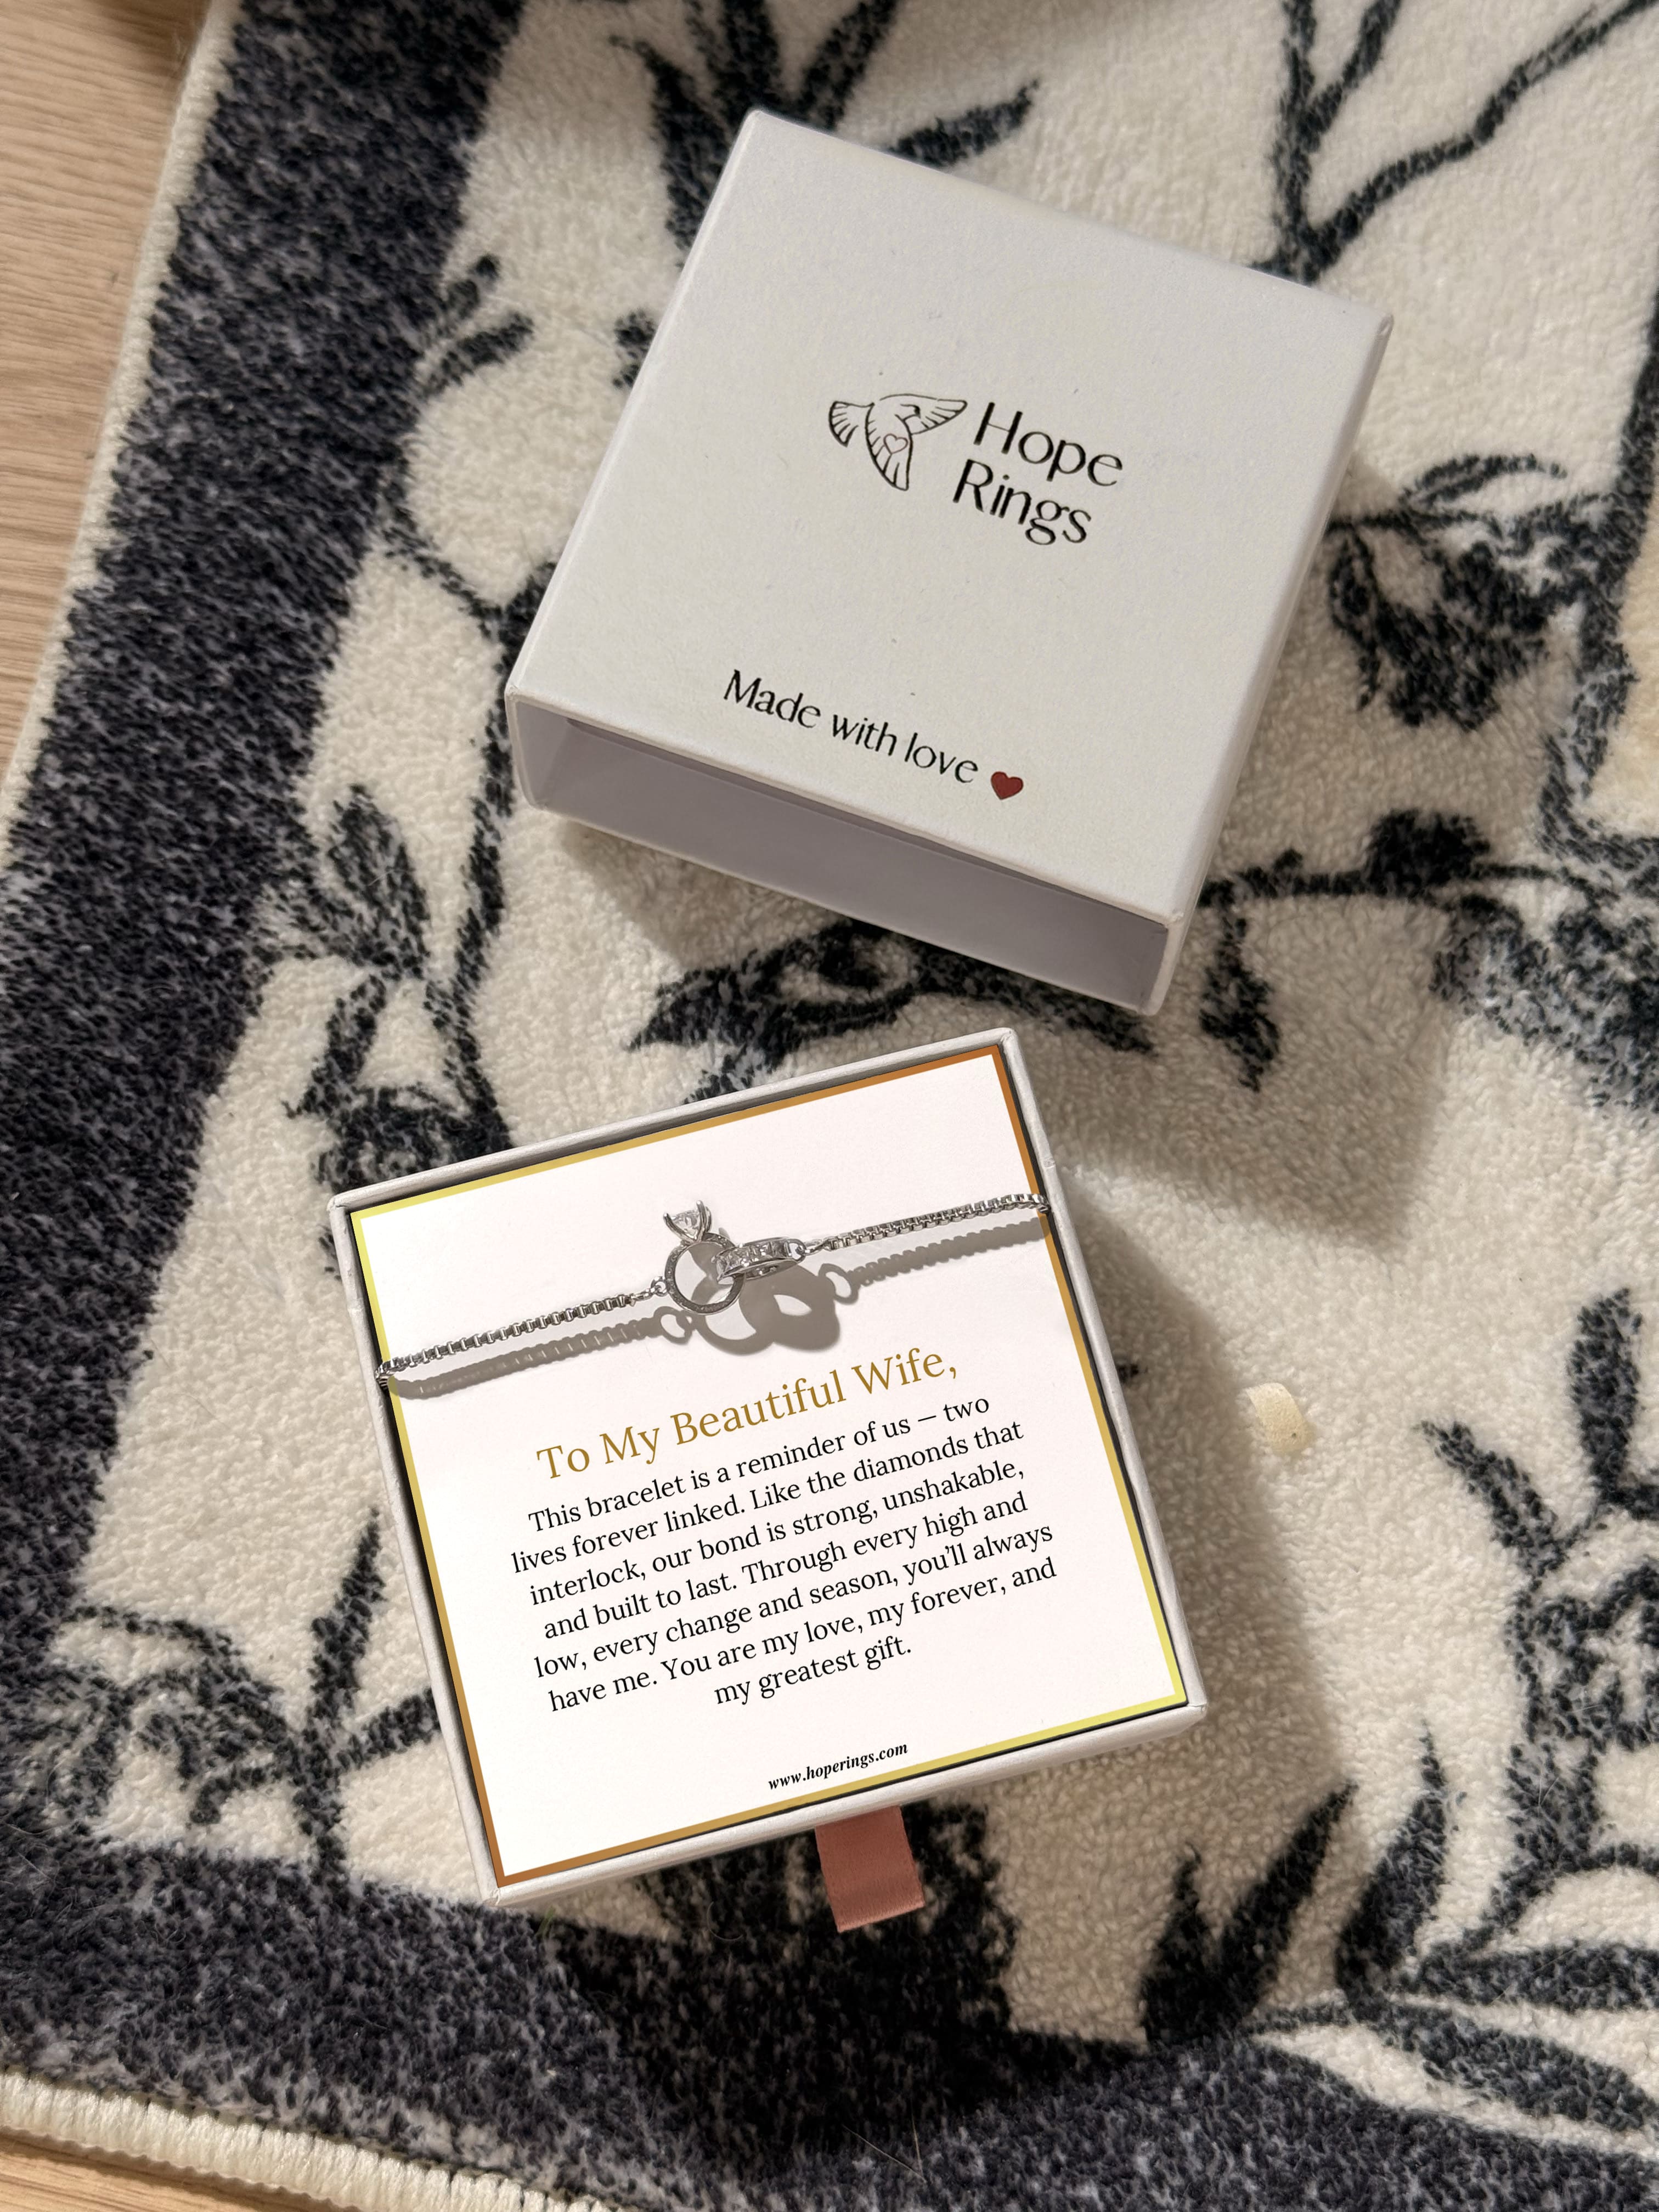 Hope
Rings
Made with love ❤
To My Beautiful Wife,
This bracelet is a reminder of us – two
lives forever linked. Like the diamonds that
interlock, our bond is strong, unshakable,
and built to last. Through every high and
low, every change and season, you'll always
have me. You are my love, my forever, and
my greatest gift.
www.hoperings.com